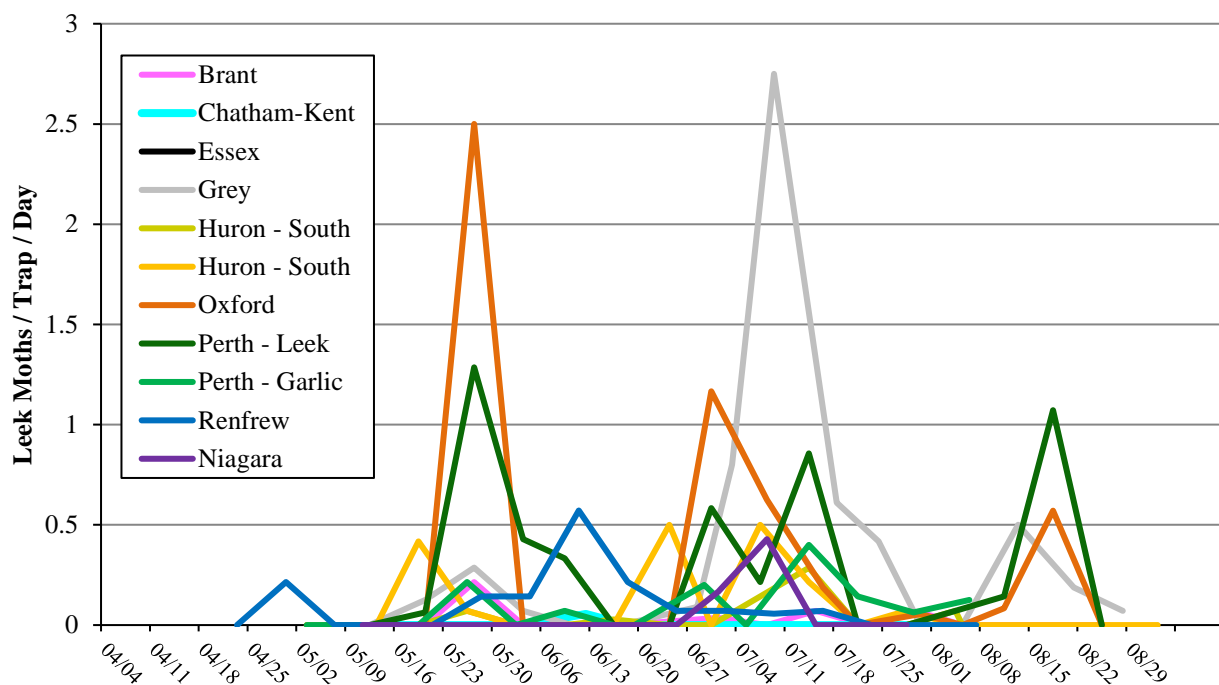 3
2.5
2
1.5
1
0.5
0
Leek Moths / Trap / Day
Brant
Chatham-Kent
Essex
Grey
Huron - South
Huron - South
Oxford
Perth - Leek
Perth - Garlic
Renfrew
Niagara
04/04
04/11
04/18
04/25
05/02
05/09
05/16
05/23
05/30
06/06
06/13
06/20
06/27
07/04
07/11
07/18
07/25
08/01
08/08
08/15
08/22
08/29